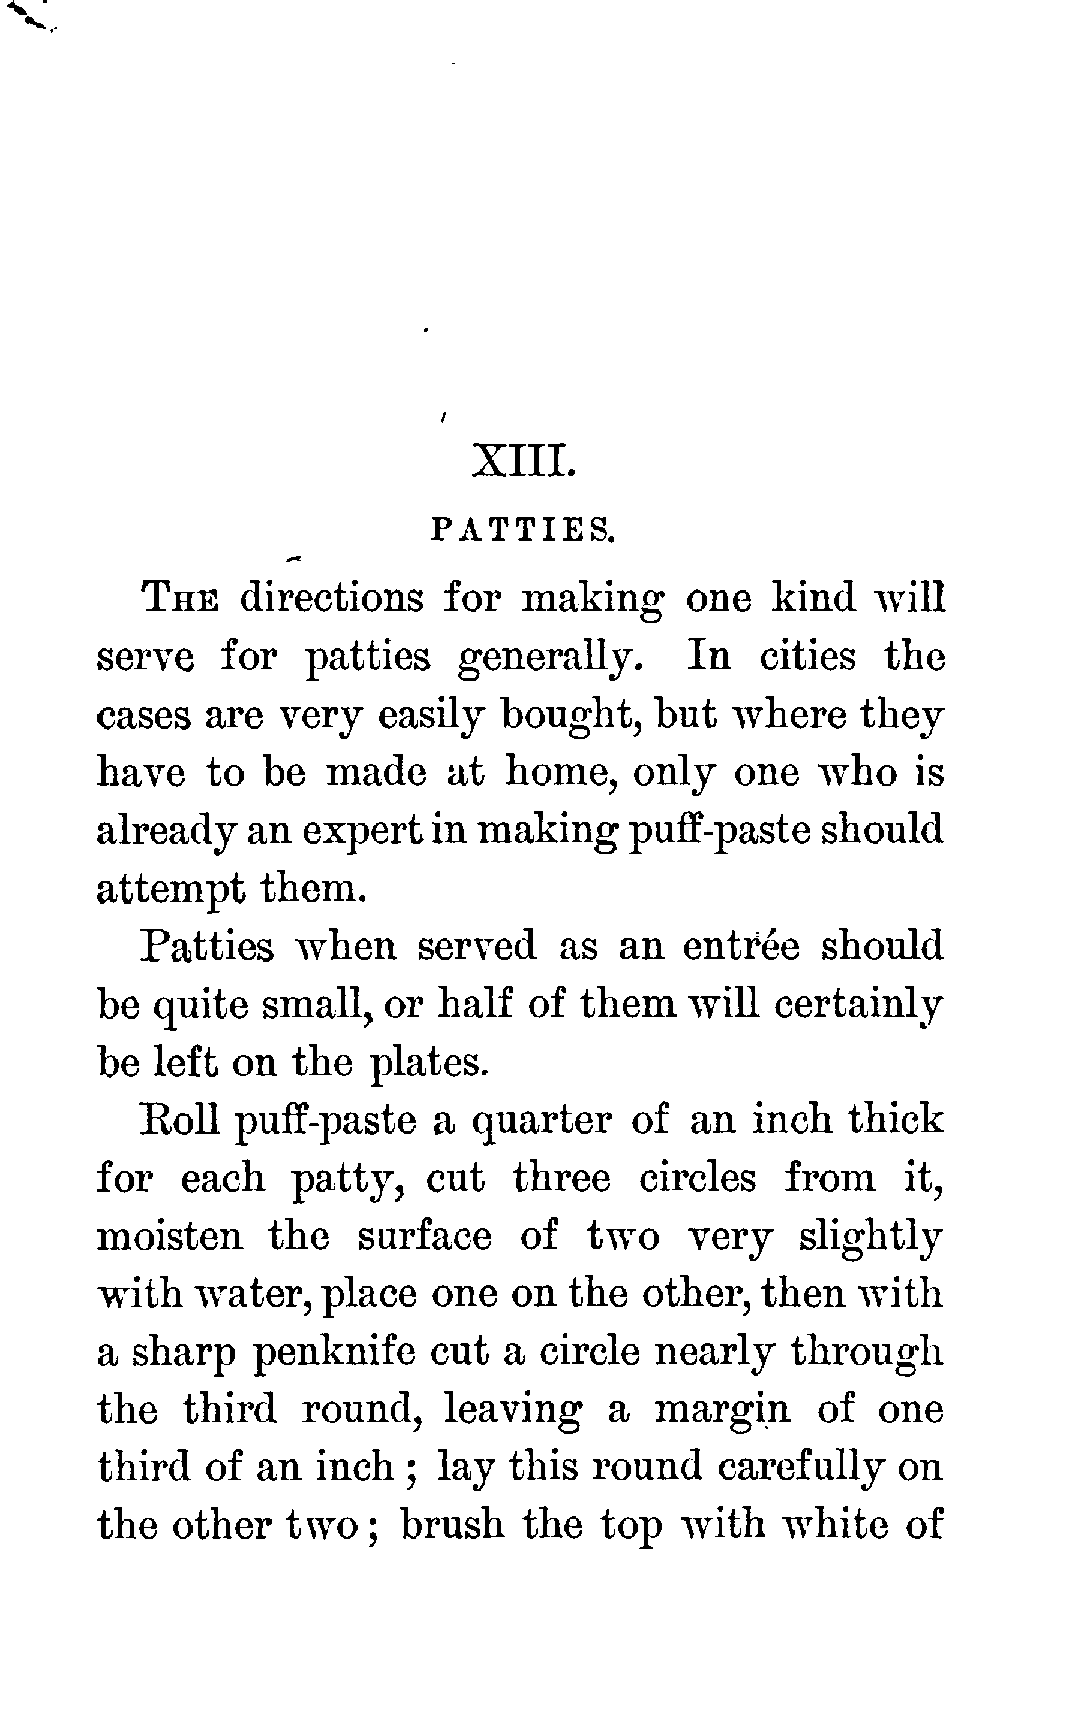 XIII.
PATTIES.
THE directions for making one kind will
serve for patties generally. In cities the
cases are very easily bought, but where they
have to be made at home, only one who is
already an expert in making puff-paste should
attempt them.
Patties when served as an entrée should
be quite small, or half of them will certainly
be left on the plates.
Roll puff-paste a quarter of an inch thick
for each patty, cut three circles from it,
moisten the surface of two very slightly
with water, place one on the other, then with
a sharp penknife cut a circle nearly through
the third round, leaving a margin of one
third of an inch ; lay this round carefully on
the other two ; brush the top with white of